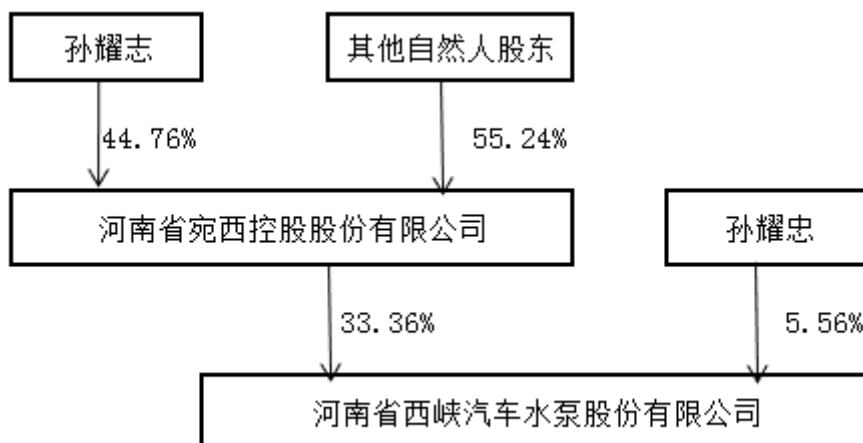 孙耀志
其他自然人股东
44.76%
55.24%
河南省宛西控股股份有限公司
孙耀忠
33.36%
5.56%
河南省西峡汽车水泵股份有限公司